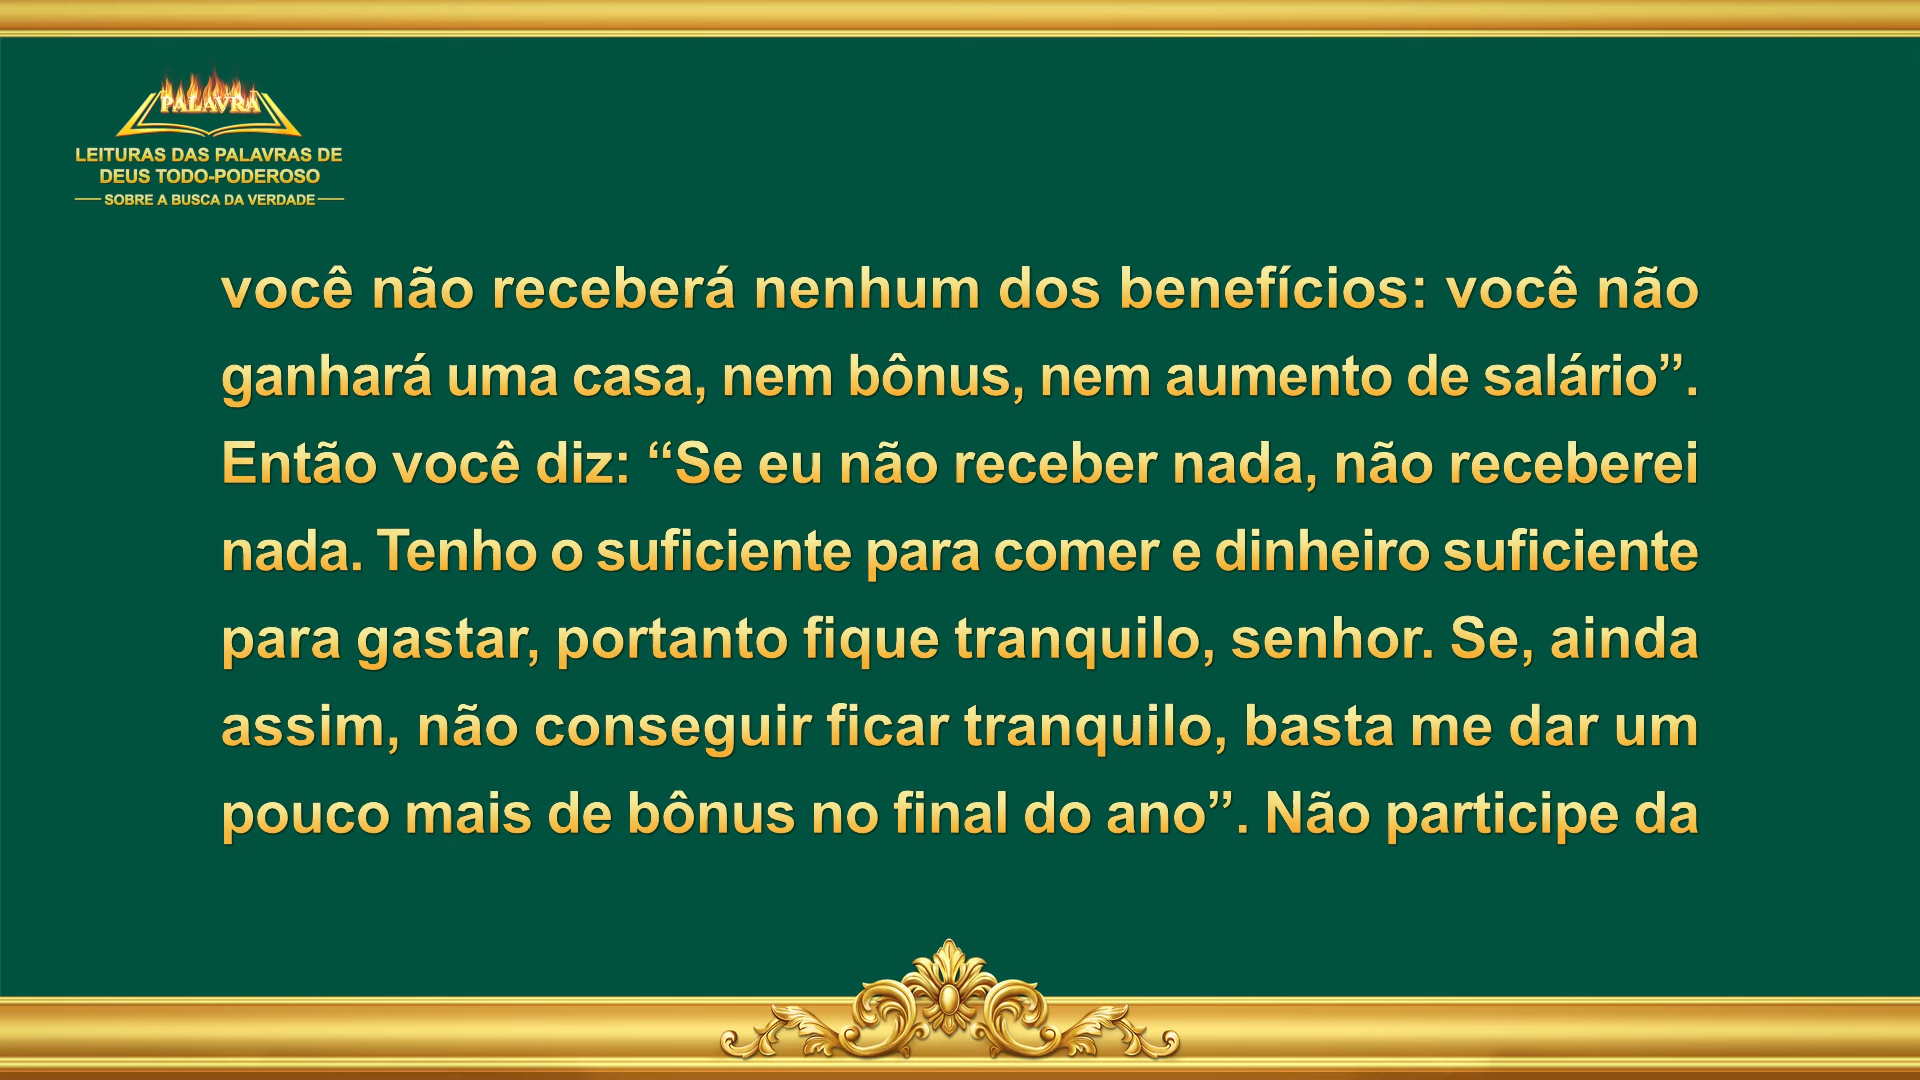 PALAVRA
LEITURAS DAS PALAVRAS DE
DEUS TODO-PODEROSO
SOBRE A BUSCA DA VERDADE
você não receberá nenhum dos benefícios: você não
ganhará uma casa, nem bônus, nem aumento de salário”.
Então você diz: “Se eu não receber nada, não receberei
nada. Tenho o suficiente para comer e dinheiro suficiente
para gastar, portanto fique tranquilo, senhor. Se, ainda
assim, não conseguir ficar tranquilo, basta me dar um
pouco mais de bônus no final do ano”. Não participe da